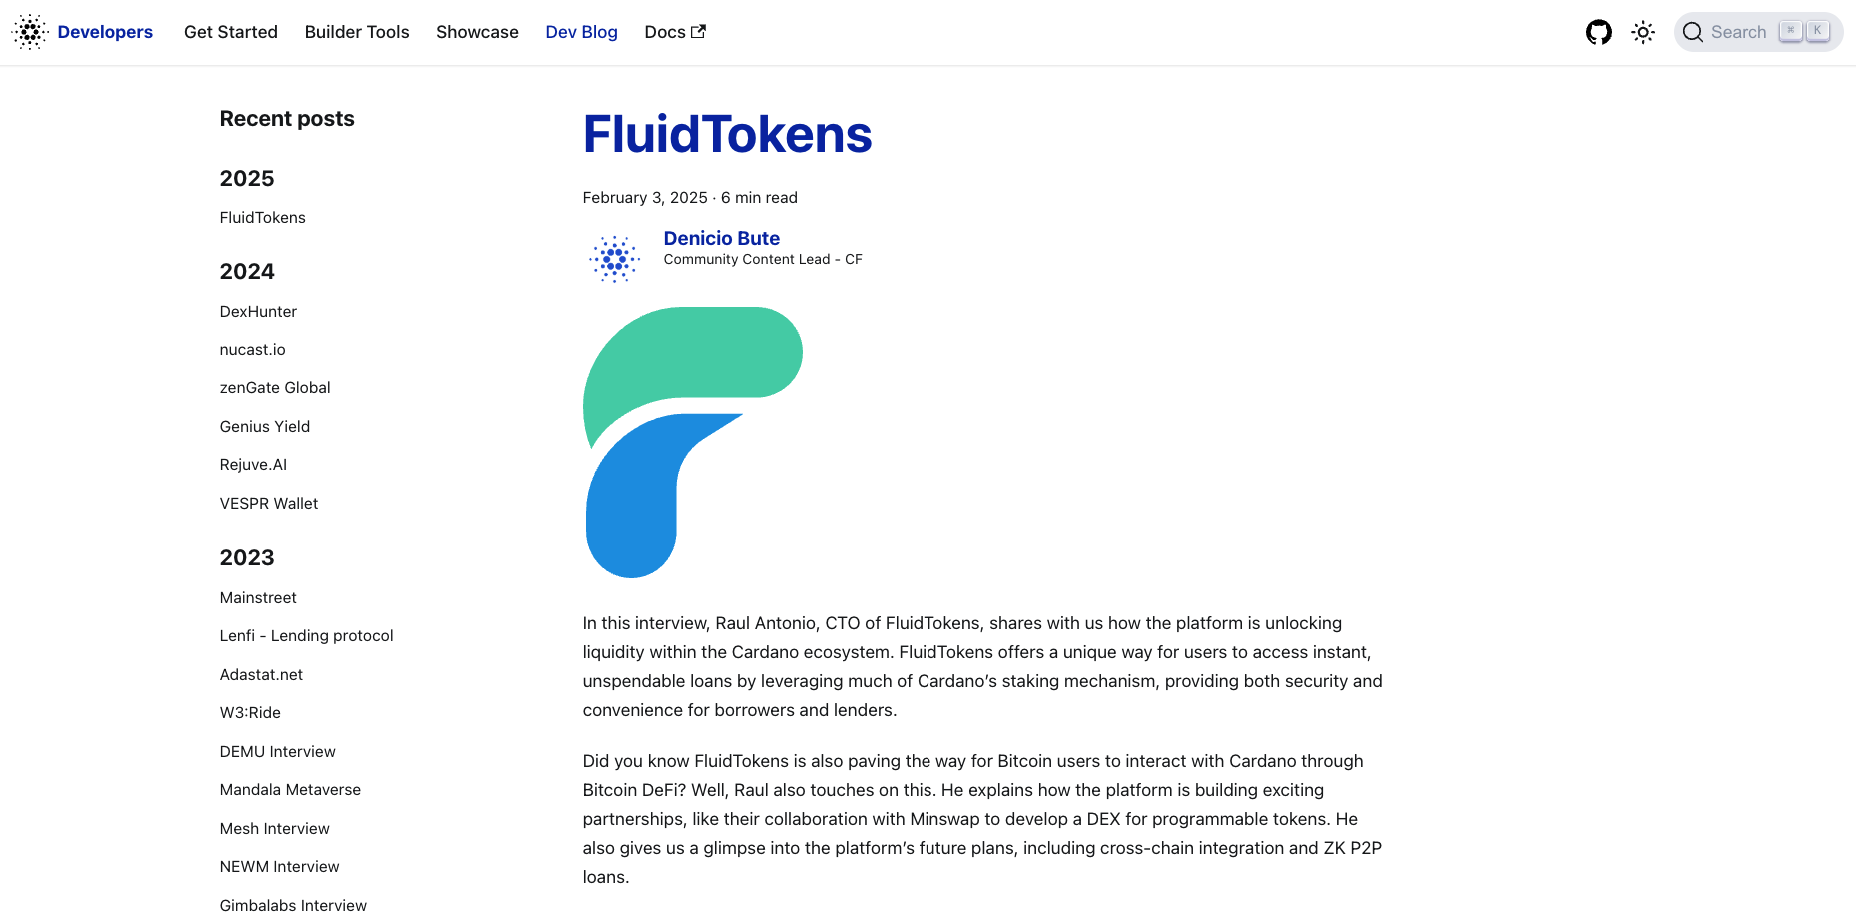 Developers Get Started Builder Tools Showcase Dev Blog Docs Search ⌘ K
Recent posts
2025
FluidTokens
2024
DexHunter
nucast.io
zenGate Global
Genius Yield
Rejuve.AI
VESPR Wallet
2023
Mainstreet
Lenfi - Lending protocol
Adastat.net
W3:Ride
DEMU Interview
Mandala Metaverse
Mesh Interview
NEWM Interview
Gimbalabs Interview
FluidTokens
February 3, 2025 · 6 min read
Denicio Bute
Community Content Lead - CF
In this interview, Raul Antonio, CTO of FluidTokens, shares with us how the platform is unlocking
liquidity within the Cardano ecosystem. FluidTokens offers a unique way for users to access instant,
unspendable loans by leveraging much of Cardano’s staking mechanism, providing both security and
convenience for borrowers and lenders.
Did you know FluidTokens is also paving the way for Bitcoin users to interact with Cardano through
Bitcoin DeFi? Well, Raul also touches on this. He explains how the platform is building exciting
partnerships, like their collaboration with Minswap to develop a DEX for programmable tokens. He
also gives us a glimpse into the platform’s future plans, including cross-chain integration and ZK P2P
loans.